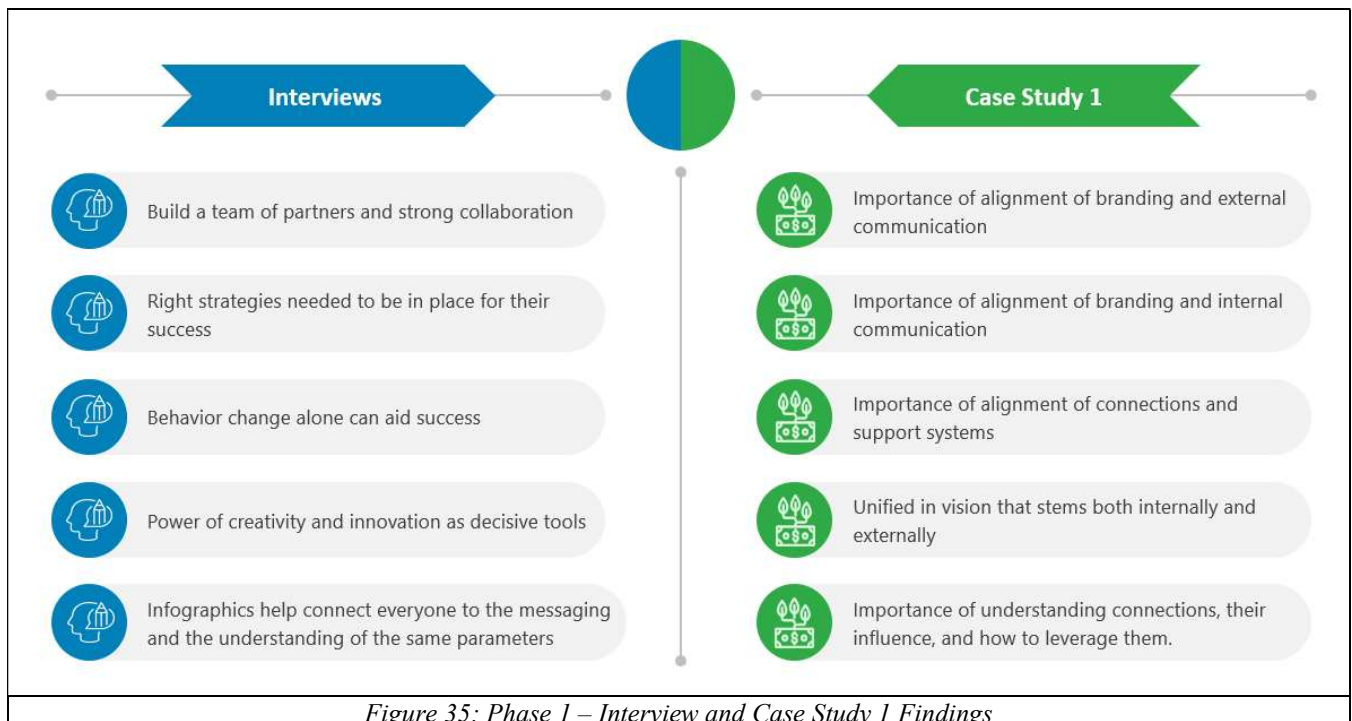 Interviews
Build a team of partners and strong collaboration
Right strategies needed to be in place for their
success
Behavior change alone can aid success
Power of creativity and innovation as decisive tools
Infographics help connect everyone to the messaging
and the understanding of the same parameters
Case Study 1
Importance of alignment of branding and external
communication
Importance of alignment of branding and internal
communication
Importance of alignment of connections and
support systems
Unified in vision that stems both internally and
externally
Importance of understanding connections, their
influence, and how to leverage them.
Figure 35: Phase 1 – Interview and Case Study 1 Findings